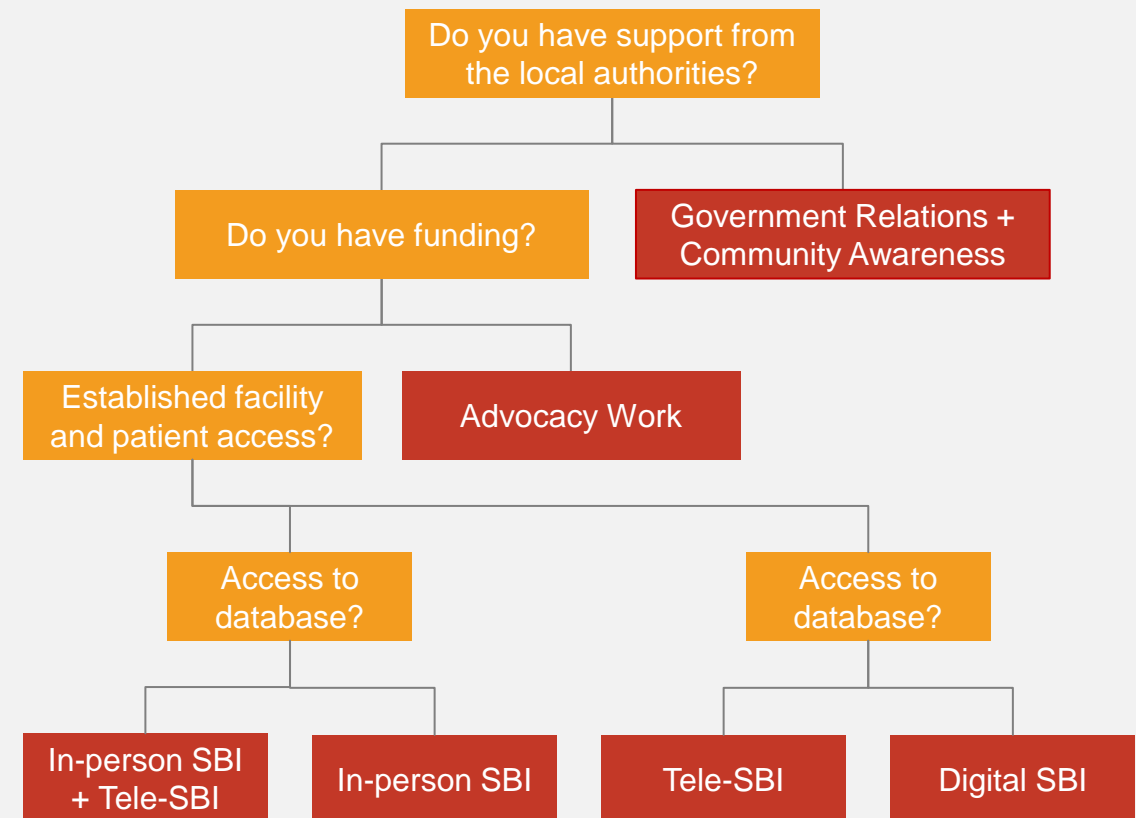 Do you have support from
the local authorities?
Do you have funding?
Government Relations +
Community Awareness
Established facility
and patient access?
Advocacy Work
Access to
database?
Access to
database?
In-person SBI
+ Tele-SBI
In-person SBI
Tele-SBI
Digital SBI